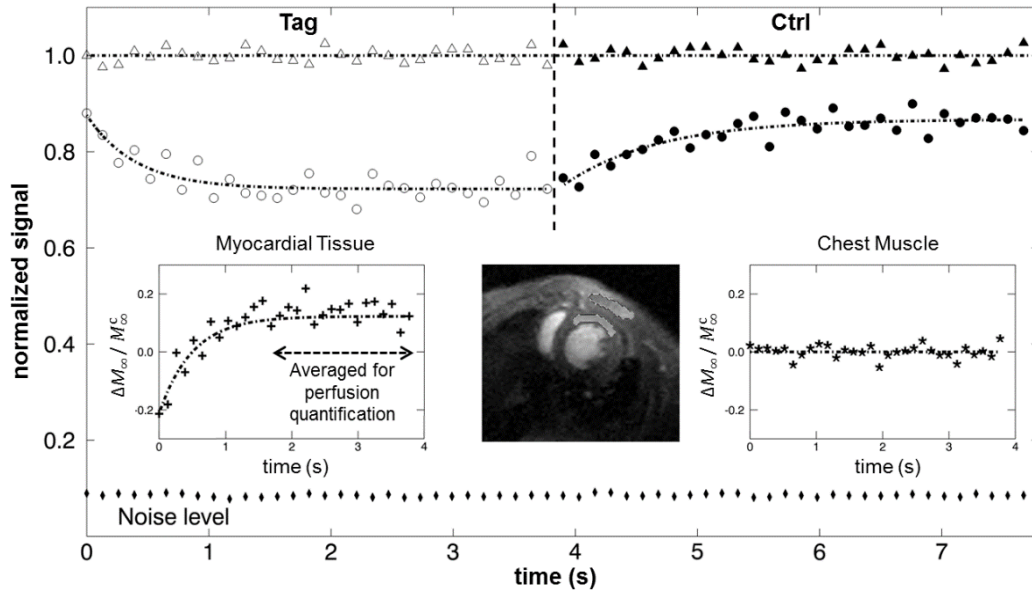 Tag
Ctrl
normalized signal
1.0
0.8
0.6
0.4
0.2
Myocardial Tissue
ΔM∞ / M∞ᶜ
0.2
0.0
-0.2
Averaged for
perfusion
quantification
0
1
2
3
4
time (s)
Chest Muscle
ΔM∞ / M∞ᶜ
0.2
0.0
-0.2
0
1
2
3
4
time (s)
Noise level
0
1
2
3
4
5
6
7
time (s)